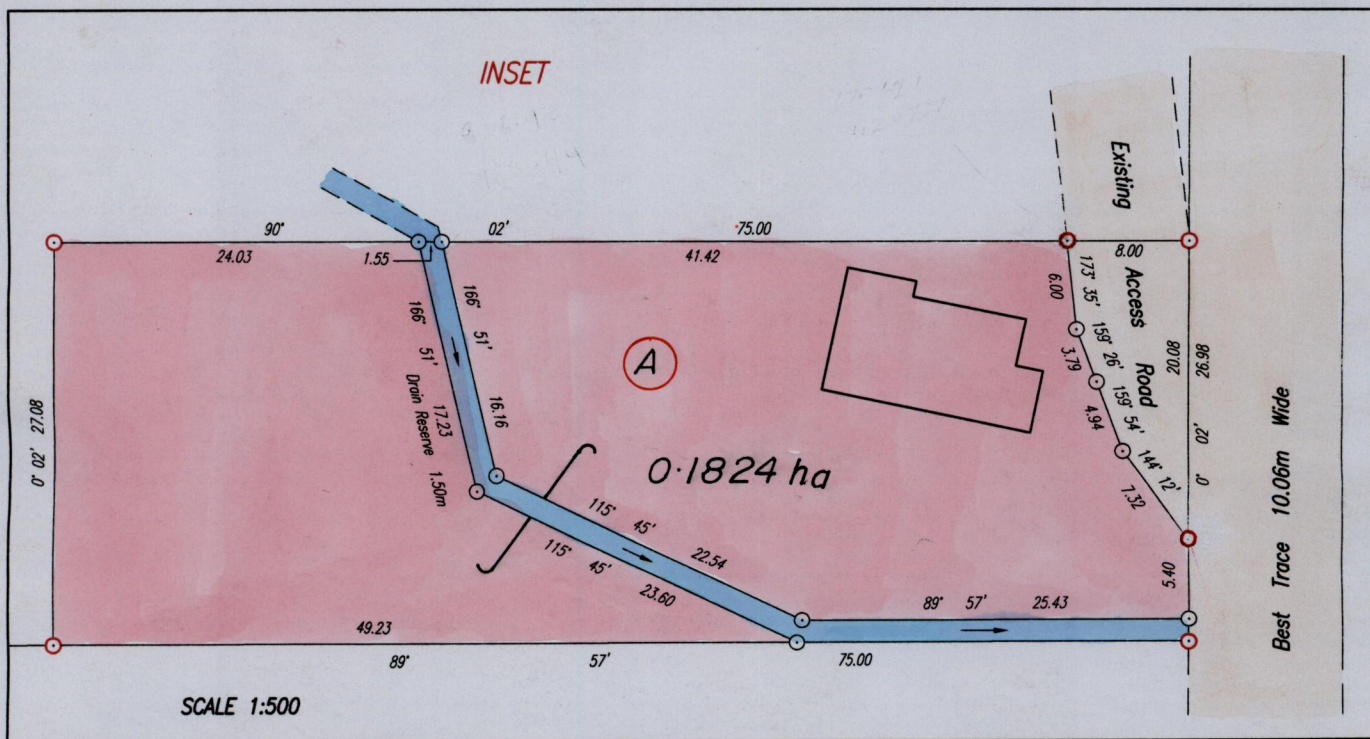 INSET
90° 02' 75.00
24.03
1.55
41.42
8.00
Existing
Access Road
173° 35'
6.00
159° 26'
3.79
159° 54'
4.94
144° 12'
7.32
20.08
26.98
0° 02'
5.40
Best Trace 10.06m Wide
0° 02' 27.08
166° 51'
16.16
166° 51' 17.23
Drain Reserve 1.50m
A
0.1824 ha
115° 45' 22.54
115° 45' 23.60
89° 57' 25.43
49.23
89° 57' 75.00
SCALE 1:500